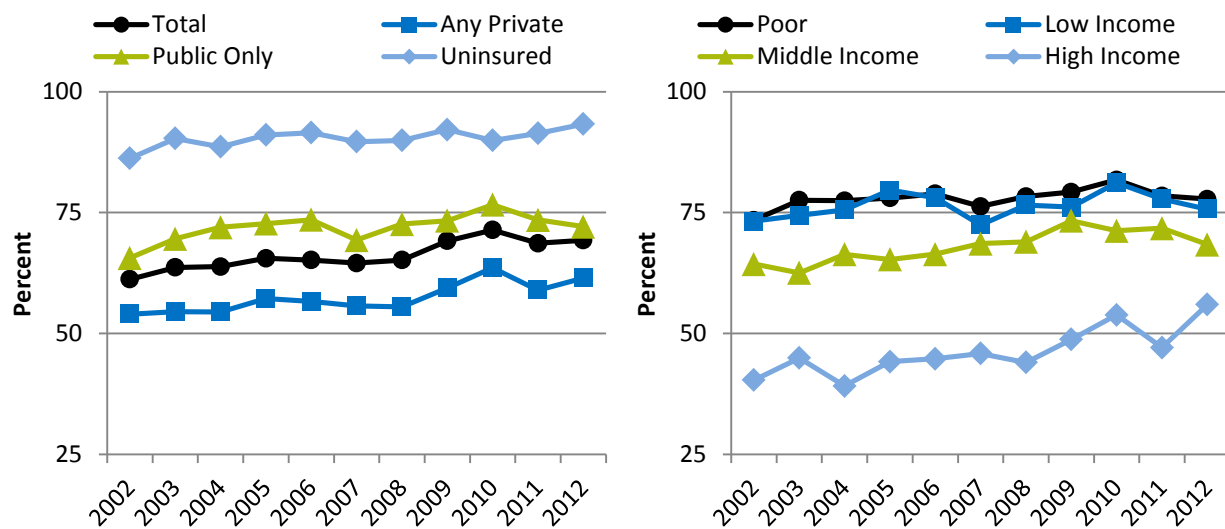 Total Any Private
Public Only Uninsured
Percent
100
75
50
25
2002 2003 2004 2005 2006 2007 2008 2009 2010 2011 2012
Poor Low Income
Middle Income High Income
Percent
100
75
50
25
2002 2003 2004 2005 2006 2007 2008 2009 2010 2011 2012